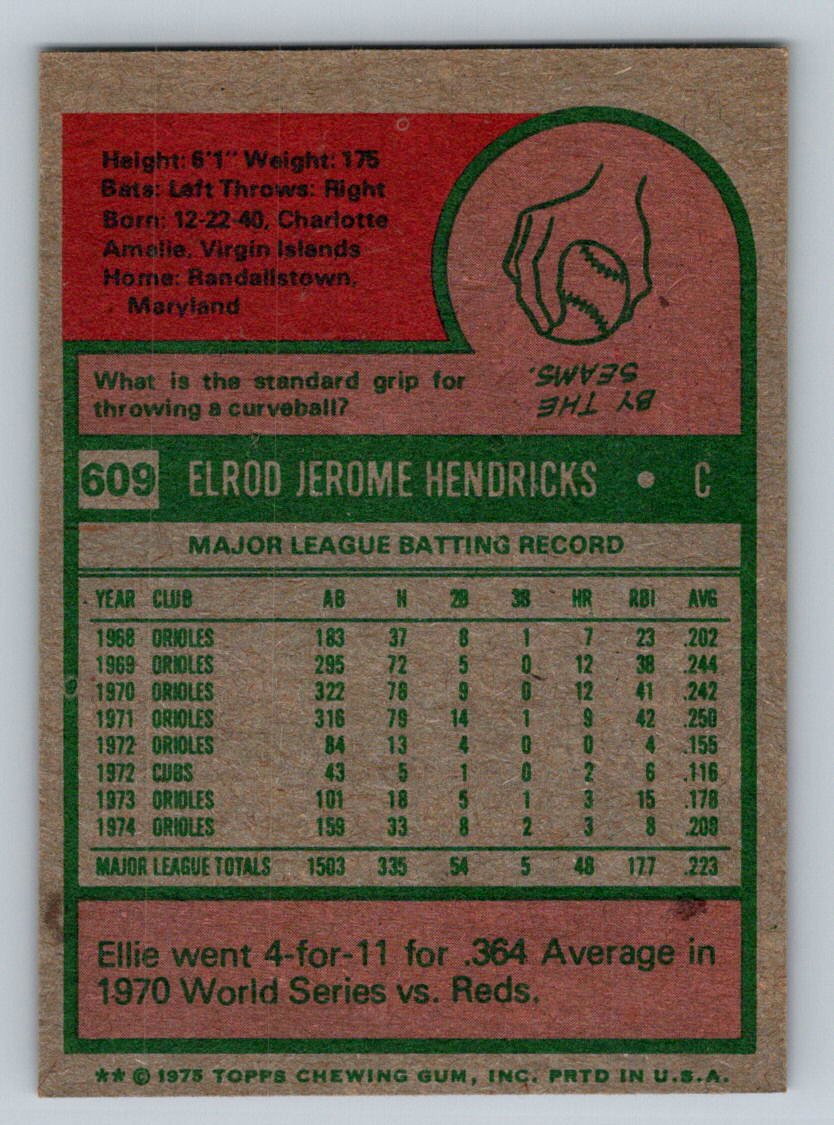 Height: 6'1" Weight: 175
Bats: Left Throws: Right
Born: 12-22-40, Charlotte
Amalie, Virgin Islands
Home: Randallstown,
Maryland
What is the standard grip for
throwing a curveball?
BY THE
SEAMS.
609 ELROD JEROME HENDRICKS • C
MAJOR LEAGUE BATTING RECORD
YEAR CLUB AB H 2B 3B HR RBI AVG
1968 ORIOLES 183 37 8 1 7 23 .202
1969 ORIOLES 295 72 5 0 12 38 .244
1970 ORIOLES 322 78 9 0 12 41 .242
1971 ORIOLES 316 79 14 1 9 42 .250
1972 ORIOLES 84 13 4 0 0 4 .155
1972 CUBS 43 5 1 0 2 6 .116
1973 ORIOLES 101 18 5 1 3 15 .178
1974 ORIOLES 159 33 8 2 3 8 .208
MAJOR LEAGUE TOTALS 1503 335 54 5 48 177 .223
Ellie went 4-for-11 for .364 Average in
1970 World Series vs. Reds.
** © 1975 TOPPS CHEWING GUM, INC. PRTD IN U.S.A.